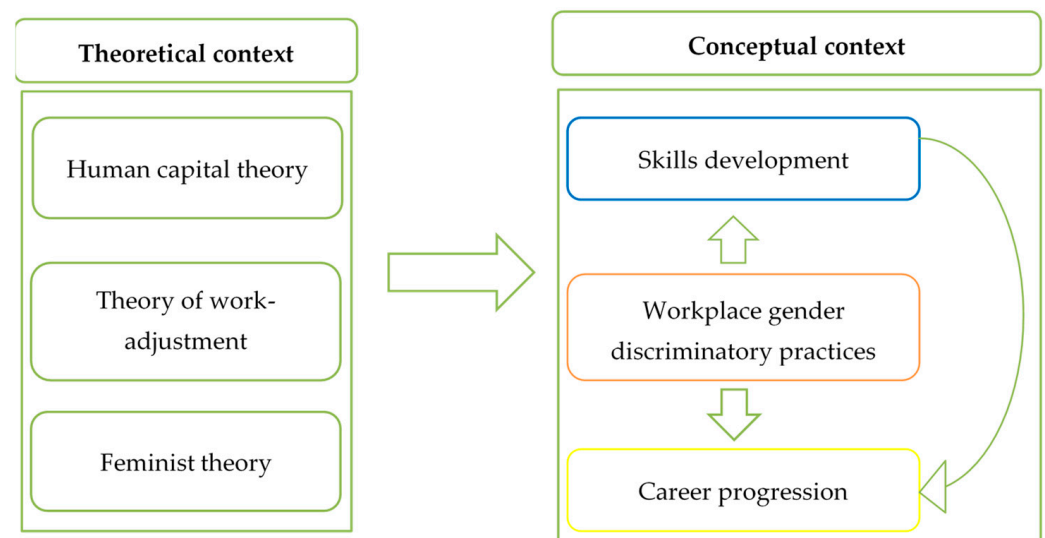 Theoretical context
Human capital theory
Theory of work-
adjustment
Feminist theory
Conceptual context
Skills development
Workplace gender
discriminatory practices
Career progression